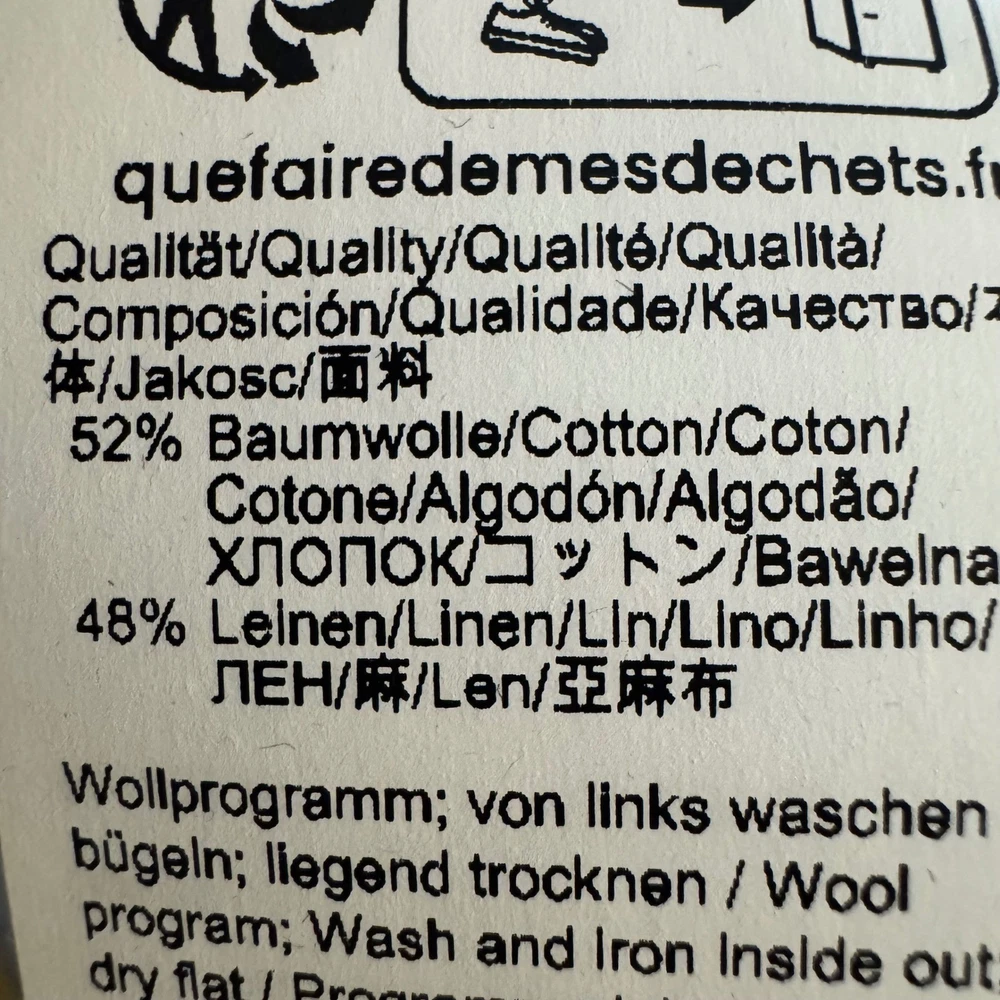 quefairedemesdechets.fr
Qualität/Quality/Qualité/Qualità/
Composición/Qualidade/Качество/本
体/Jakosc/面料
52% Baumwolle/Cotton/Coton/
Cotone/Algodón/Algodão/
ХЛОПОК/コットン/Bawelna
48% Leinen/Linen/Lin/Lino/Linho/
ЛЕН/麻/Len/亞麻布
Wollprogramm; von links waschen
bügeln; liegend trocknen / Wool
program; Wash and iron inside out;
dry flat /